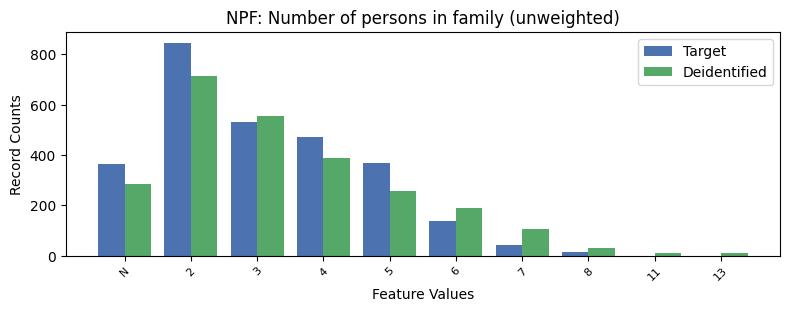 NPF: Number of persons in family (unweighted)
Target
Deidentified
Record Counts
800
600
400
200
0
N 2 3 4 5 6 7 8 11 13
Feature Values